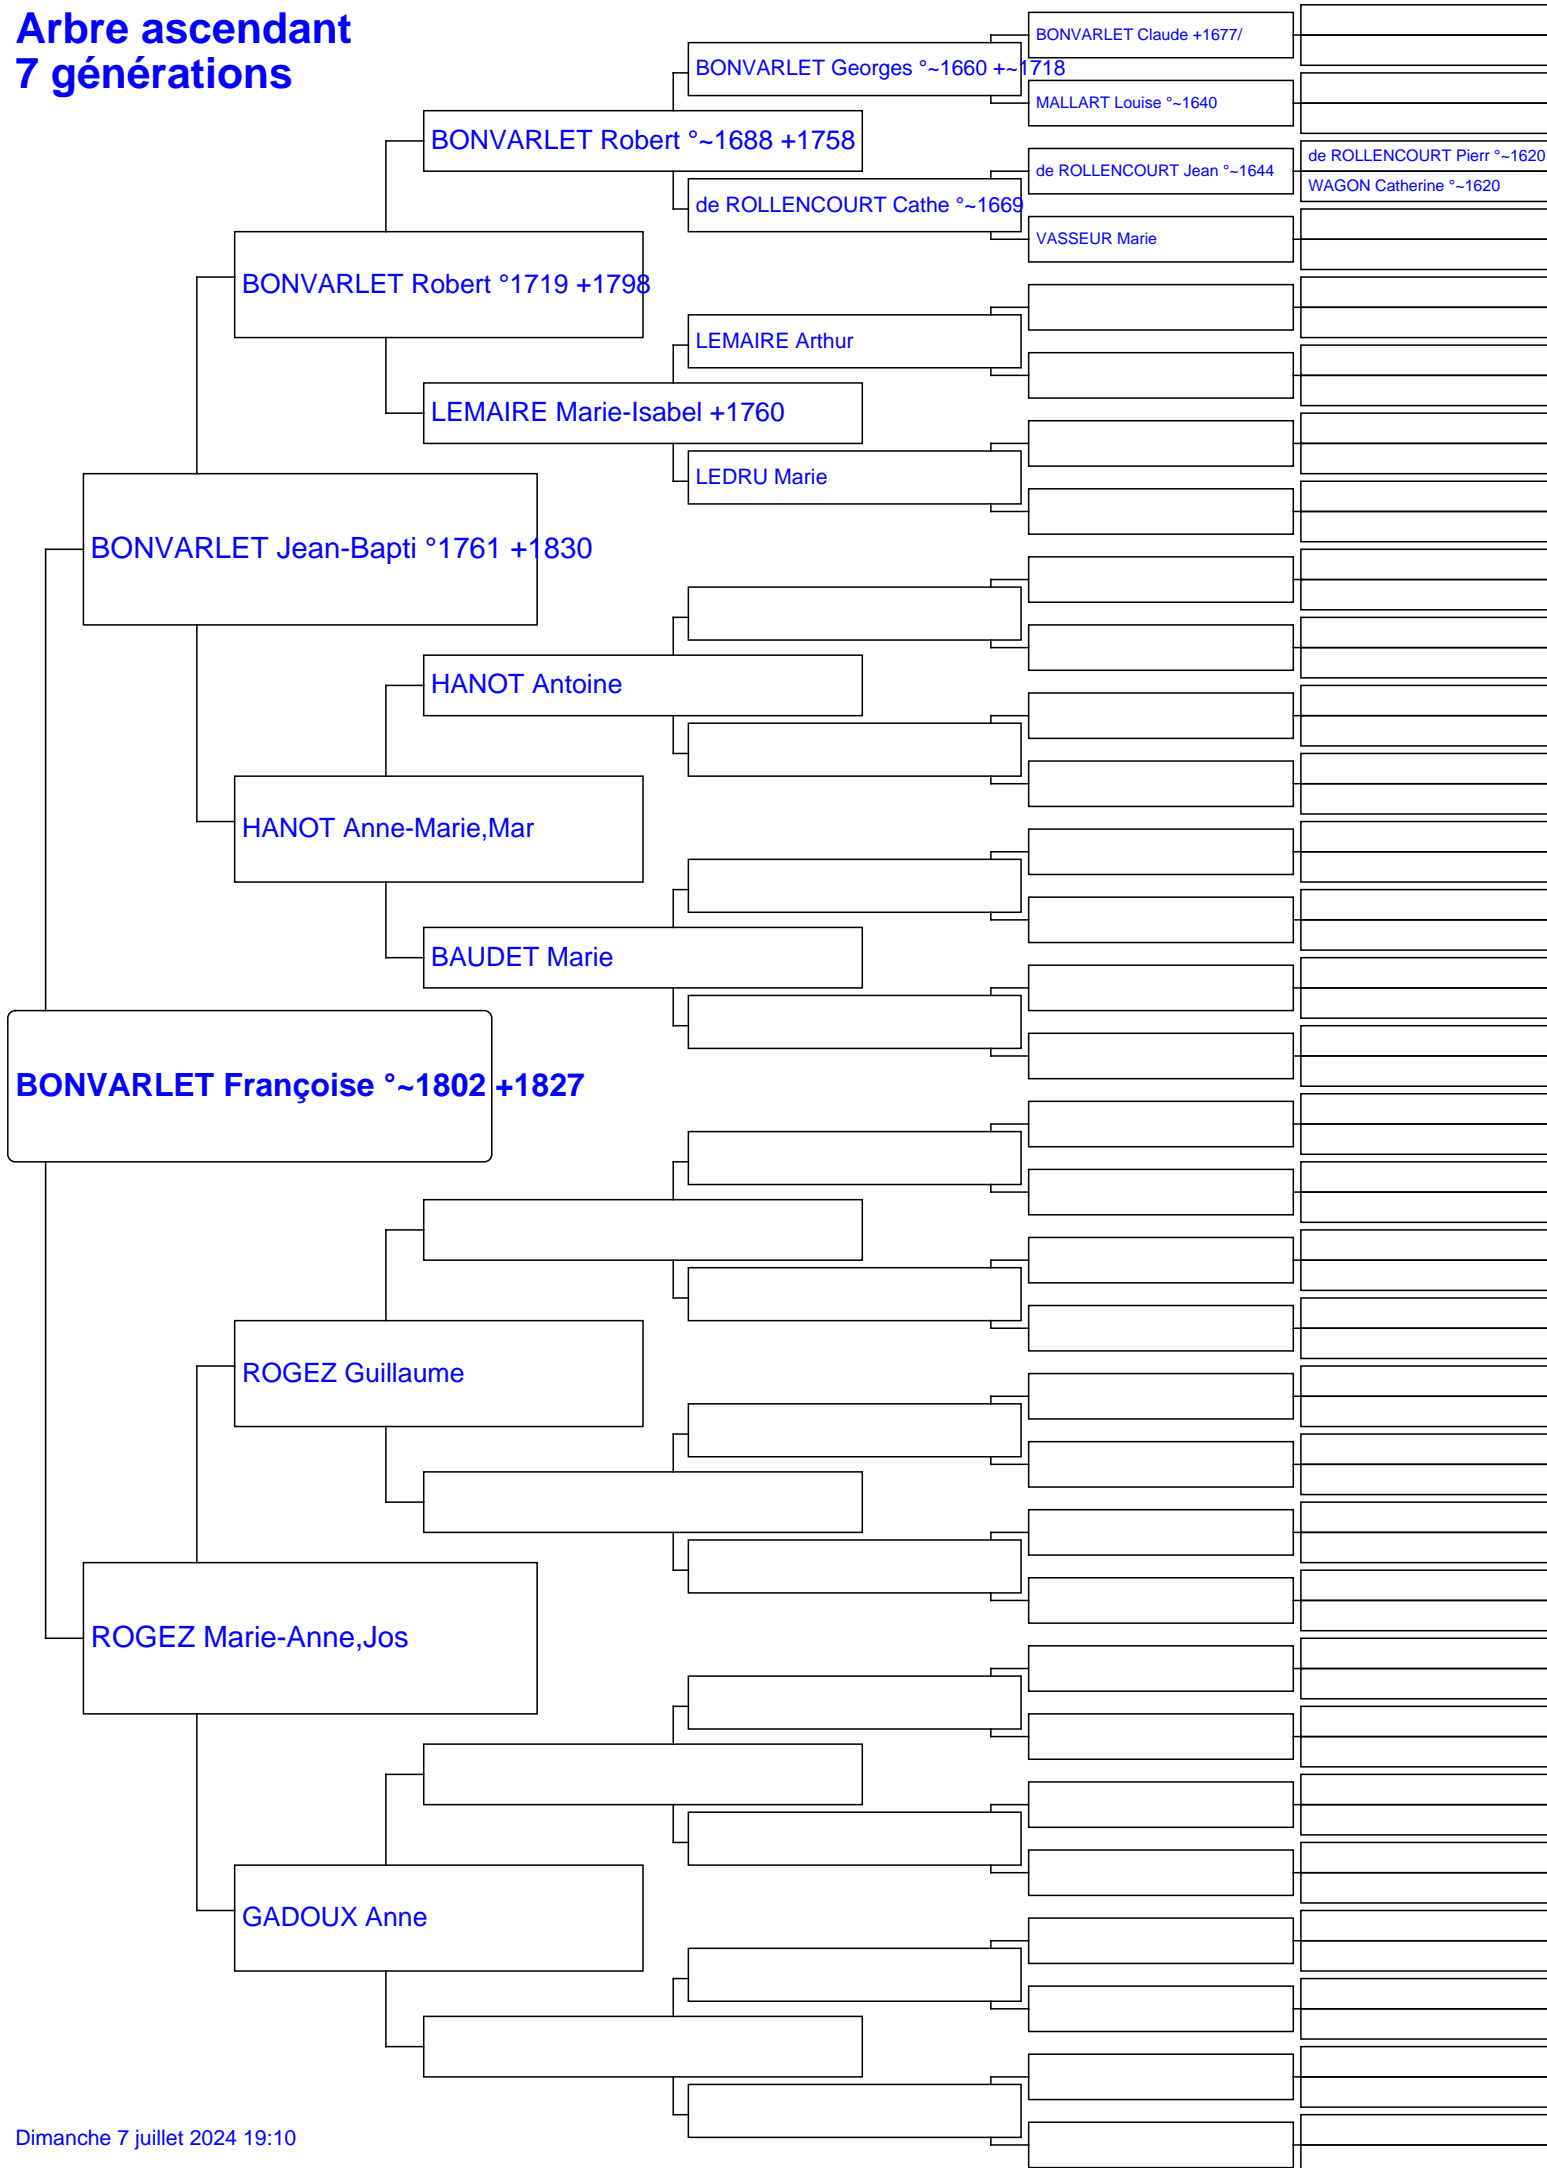 Arbre ascendant
7 générations
BONVARLET Claude +1677/
BONVARLET Georges °~1660 +~1718
MALLART Louise °~1640
BONVARLET Robert °~1688 +1758
de ROLLENCOURT Pierr °~1620
de ROLLENCOURT Jean °~1644
WAGON Catherine °~1620
de ROLLENCOURT Cathe °~1669
VASSEUR Marie
BONVARLET Robert °1719 +1798
LEMAIRE Arthur
LEMAIRE Marie-Isabel +1760
LEDRU Marie
BONVARLET Jean-Bapti °1761 +1830
HANOT Antoine
HANOT Anne-Marie,Mar
BAUDET Marie
BONVARLET Françoise °~1802 +1827
ROGEZ Guillaume
ROGEZ Marie-Anne,Jos
GADOUX Anne
Dimanche 7 juillet 2024 19:10